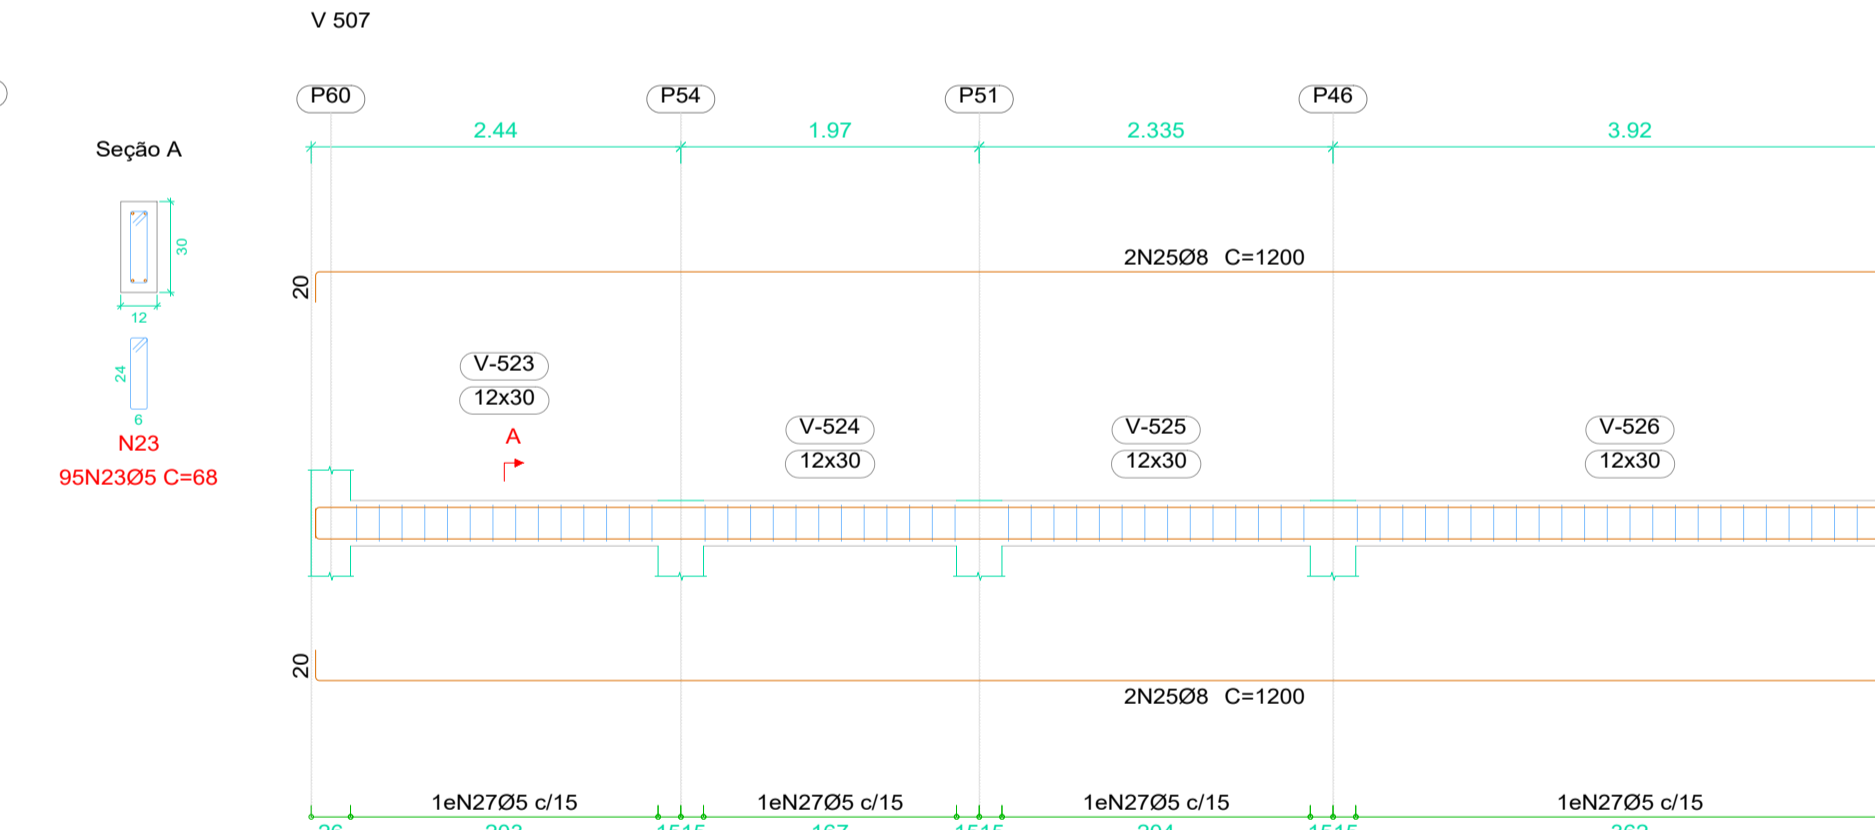 V 507
P60
P54
P51
P46
2.44
1.97
2.335
3.92
Seção A
30
12
24
6
N23
95N23Ø5 C=68
2N25Ø8 C=1200
20
V-523
12x30
A
V-524
12x30
V-525
12x30
V-526
12x30
20
2N25Ø8 C=1200
1eN27Ø5 c/15
1eN27Ø5 c/15
1eN27Ø5 c/15
1eN27Ø5 c/15